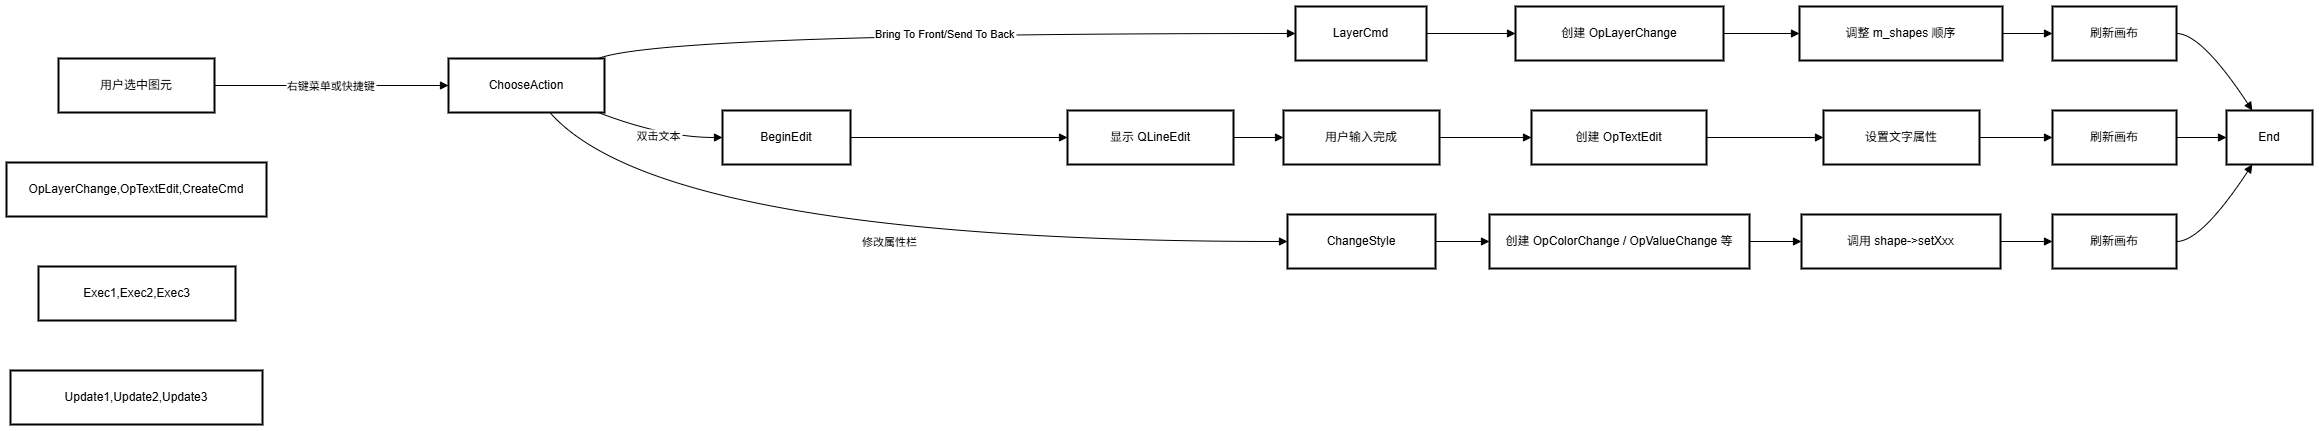 Bring To Front/Send To Back
LayerCmd
创建 OpLayerChange
调整 m_shapes 顺序
刷新画布
用户选中图元
右键菜单或快捷键
ChooseAction
双击文本
BeginEdit
显示 QLineEdit
用户输入完成
创建 OpTextEdit
设置文字属性
刷新画布
End
OpLayerChange,OpTextEdit,CreateCmd
修改属性栏
ChangeStyle
创建 OpColorChange / OpValueChange 等
调用 shape->setXxx
刷新画布
Exec1,Exec2,Exec3
Update1,Update2,Update3